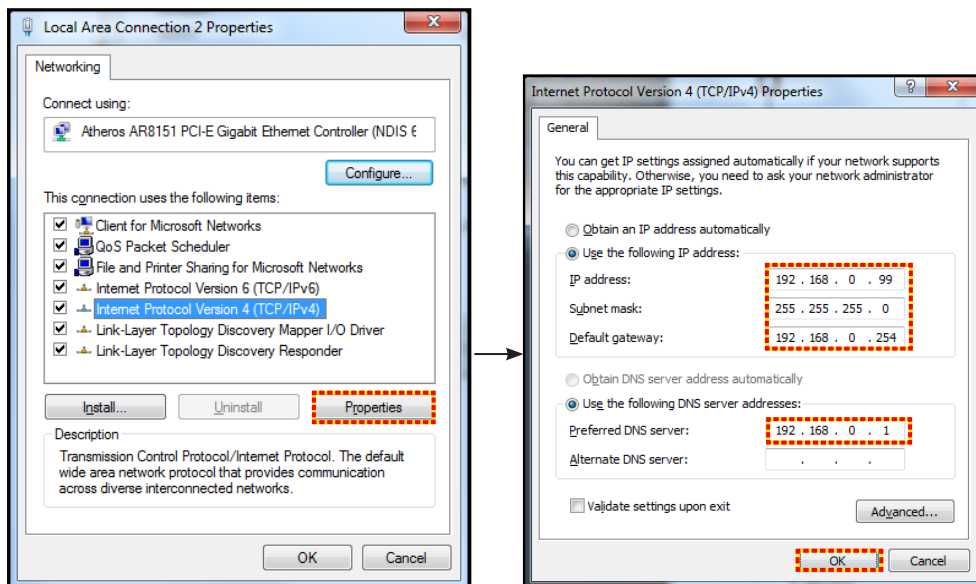 Local Area Connection 2 Properties
Networking
Connect using:
Atheros AR8151 PCI-E Gigabit Ethernet Controller (NDIS 6
Configure...
This connection uses the following items:
Client for Microsoft Networks
QoS Packet Scheduler
File and Printer Sharing for Microsoft Networks
Internet Protocol Version 6 (TCP/IPv6)
Internet Protocol Version 4 (TCP/IPv4)
Link-Layer Topology Discovery Mapper I/O Driver
Link-Layer Topology Discovery Responder
Install...
Uninstall
Properties
Description
Transmission Control Protocol/Internet Protocol. The default
wide area network protocol that provides communication
across diverse interconnected networks.
OK
Cancel
Internet Protocol Version 4 (TCP/IPv4) Properties
?
General
You can get IP settings assigned automatically if your network supports
this capability. Otherwise, you need to ask your network administrator
for the appropriate IP settings.
Obtain an IP address automatically
Use the following IP address:
IP address: 192 . 168 . 0 . 99
Subnet mask: 255 . 255 . 255 . 0
Default gateway: 192 . 168 . 0 . 254
Obtain DNS server address automatically
Use the following DNS server addresses:
Preferred DNS server: 192 . 168 . 0 . 1
Alternate DNS server: . . .
Validate settings upon exit
Advanced...
OK
Cancel